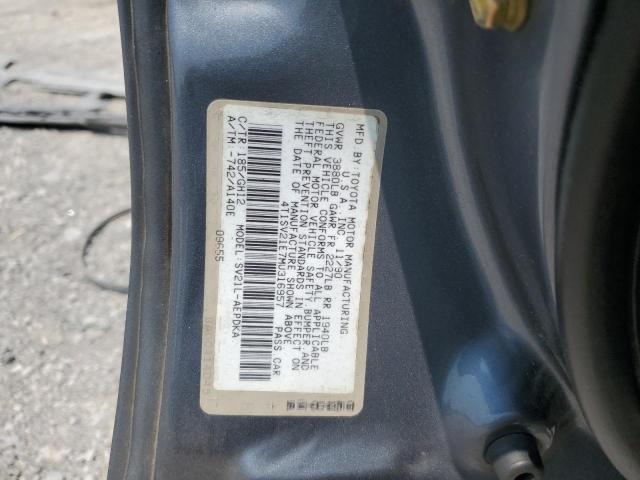 MFD. BY: TOYOTA MOTOR MANUFACTURING
U S A , INC. 11/90
GVWR 3880LB GAWR FR 2227LB RR 1940LB
THIS VEHICLE CONFORMS TO ALL APPLICABLE
FEDERAL MOTOR VEHICLE SAFETY, BUMPER, AND
THEFT PREVENTION STANDARDS IN EFFECT ON
THE DATE OF MANUFACTURE SHOWN ABOVE.
4T1SV21E7MU316957 PASS CAR
C/TR: 185/GH12 MODEL: SV21L-AEPDKA
A/TM: -742/A140E 09655